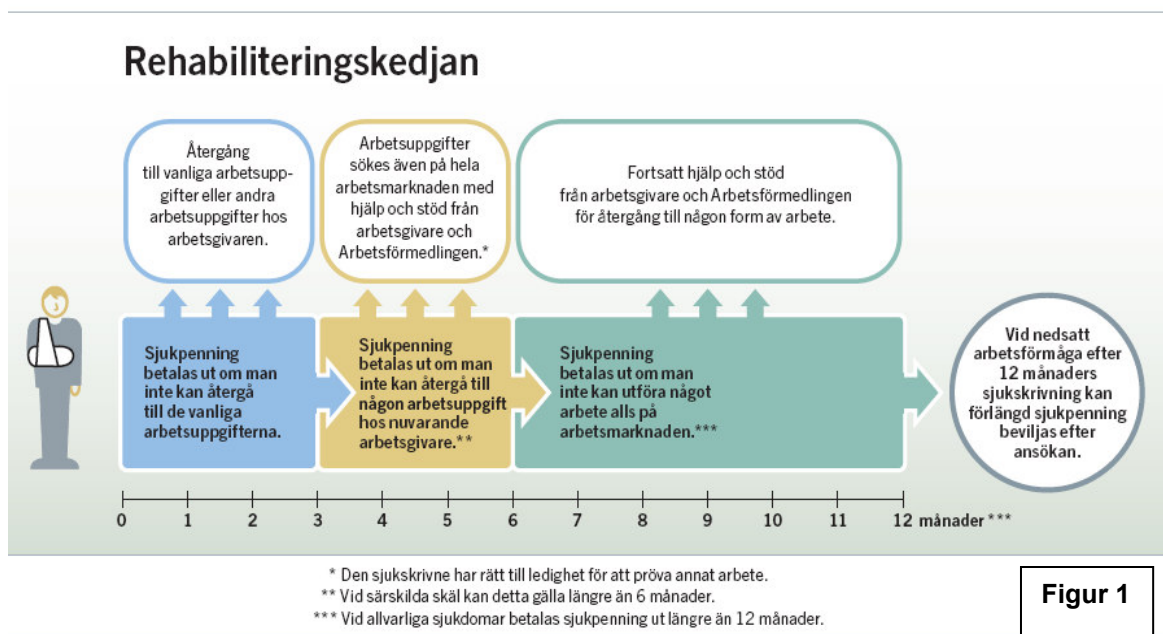 Rehabiliteringskedjan
Återgång
till vanliga arbetsupp-
gifter eller andra
arbetsuppgifter hos
arbetsgivaren.
Arbetsuppgifter
sökes även på hela
arbetsmarknaden med
hjälp och stöd från
arbetsgivare och
Arbetsförmedlingen.*
Fortsatt hjälp och stöd
från arbetsgivare och Arbetsförmedlingen
för återgång till någon form av arbete.
Sjukpenning
betalas ut om man
inte kan återgå
till de vanliga
arbetsuppgifterna.
Sjukpenning
betalas ut om man
inte kan återgå till
någon arbetsuppgift
hos nuvarande
arbetsgivare.**
Sjukpenning
betalas ut om man
inte kan utföra något
arbete alls på
arbetsmarknaden.***
Vid nedsatt
arbetsförmåga efter
12 månaders
sjukskrivning kan
förlängd sjukpenning
beviljas efter
ansökan.
0 1 2 3 4 5 6 7 8 9 10 11 12 månader ***
* Den sjukskrivne har rätt till ledighet för att pröva annat arbete.
** Vid särskilda skäl kan detta gälla längre än 6 månader.
*** Vid allvarliga sjukdomar betalas sjukpenning ut längre än 12 månader.
Figur 1